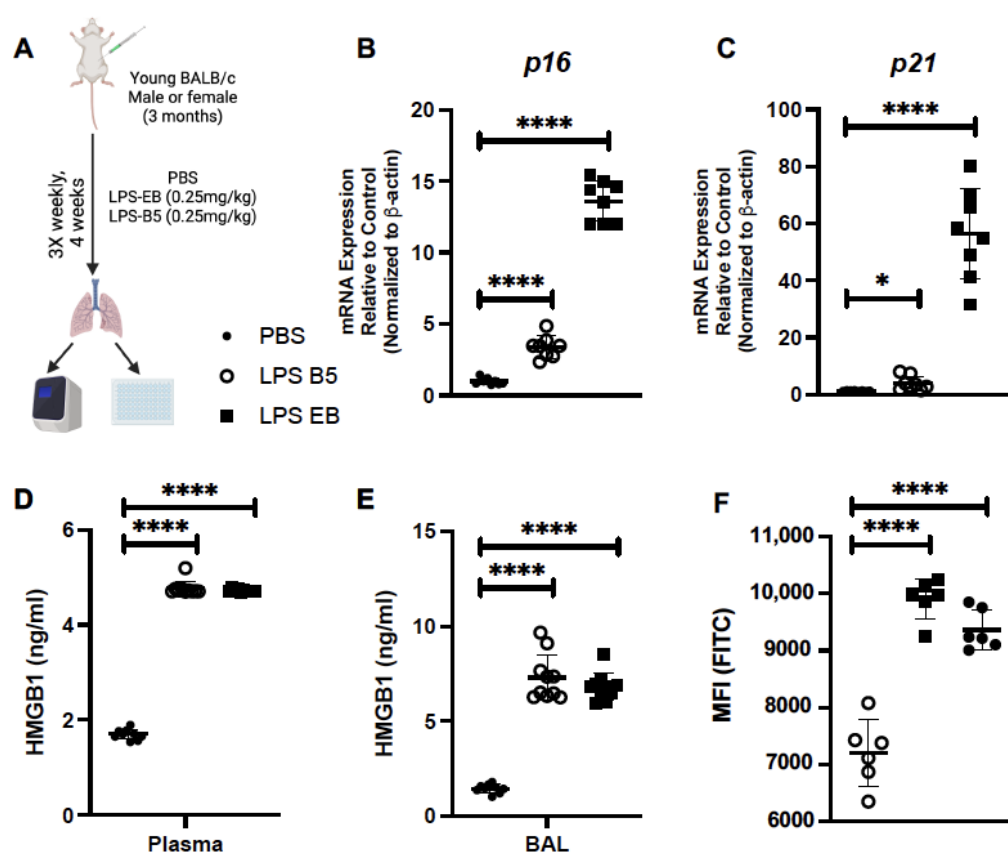 A
Young BALB/c
Male or female
(3 months)
3X weekly,
4 weeks
PBS
LPS-EB (0.25mg/kg)
LPS-B5 (0.25mg/kg)
PBS
LPS B5
LPS EB
B
p16
mRNA Expression
Relative to Control
(Normalized to β-actin)
20
15
10
5
0
****
****
C
p21
mRNA Expression
Relative to Control
(Normalized to β-actin)
100
80
60
40
20
0
****
*
D
HMGB1 (ng/ml)
6
4
2
0
****
****
Plasma
E
HMGB1 (ng/ml)
15
10
5
0
****
****
BAL
F
MFI (FITC)
11,000
10,000
9000
8000
7000
6000
****
****